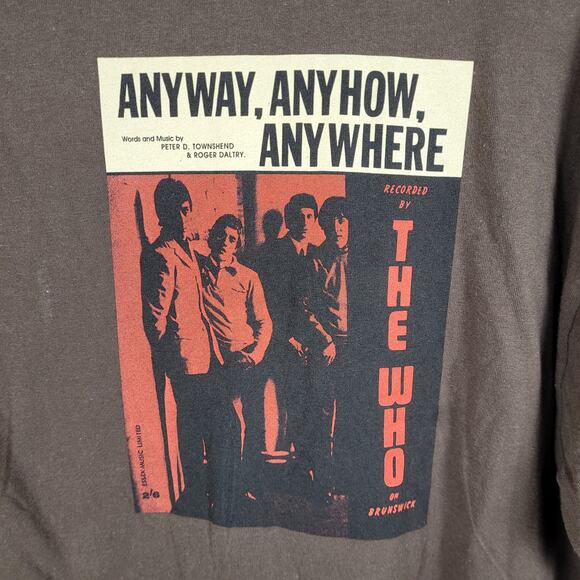 ANYWAY, ANYHOW,
ANYWHERE
Words and Music by
PETER D. TOWNSHEND
& ROGER DALTRY.
RECORDED
BY
THE WHO
ON
BRUNSWICK
ESSEX MUSIC LIMITED
2/6